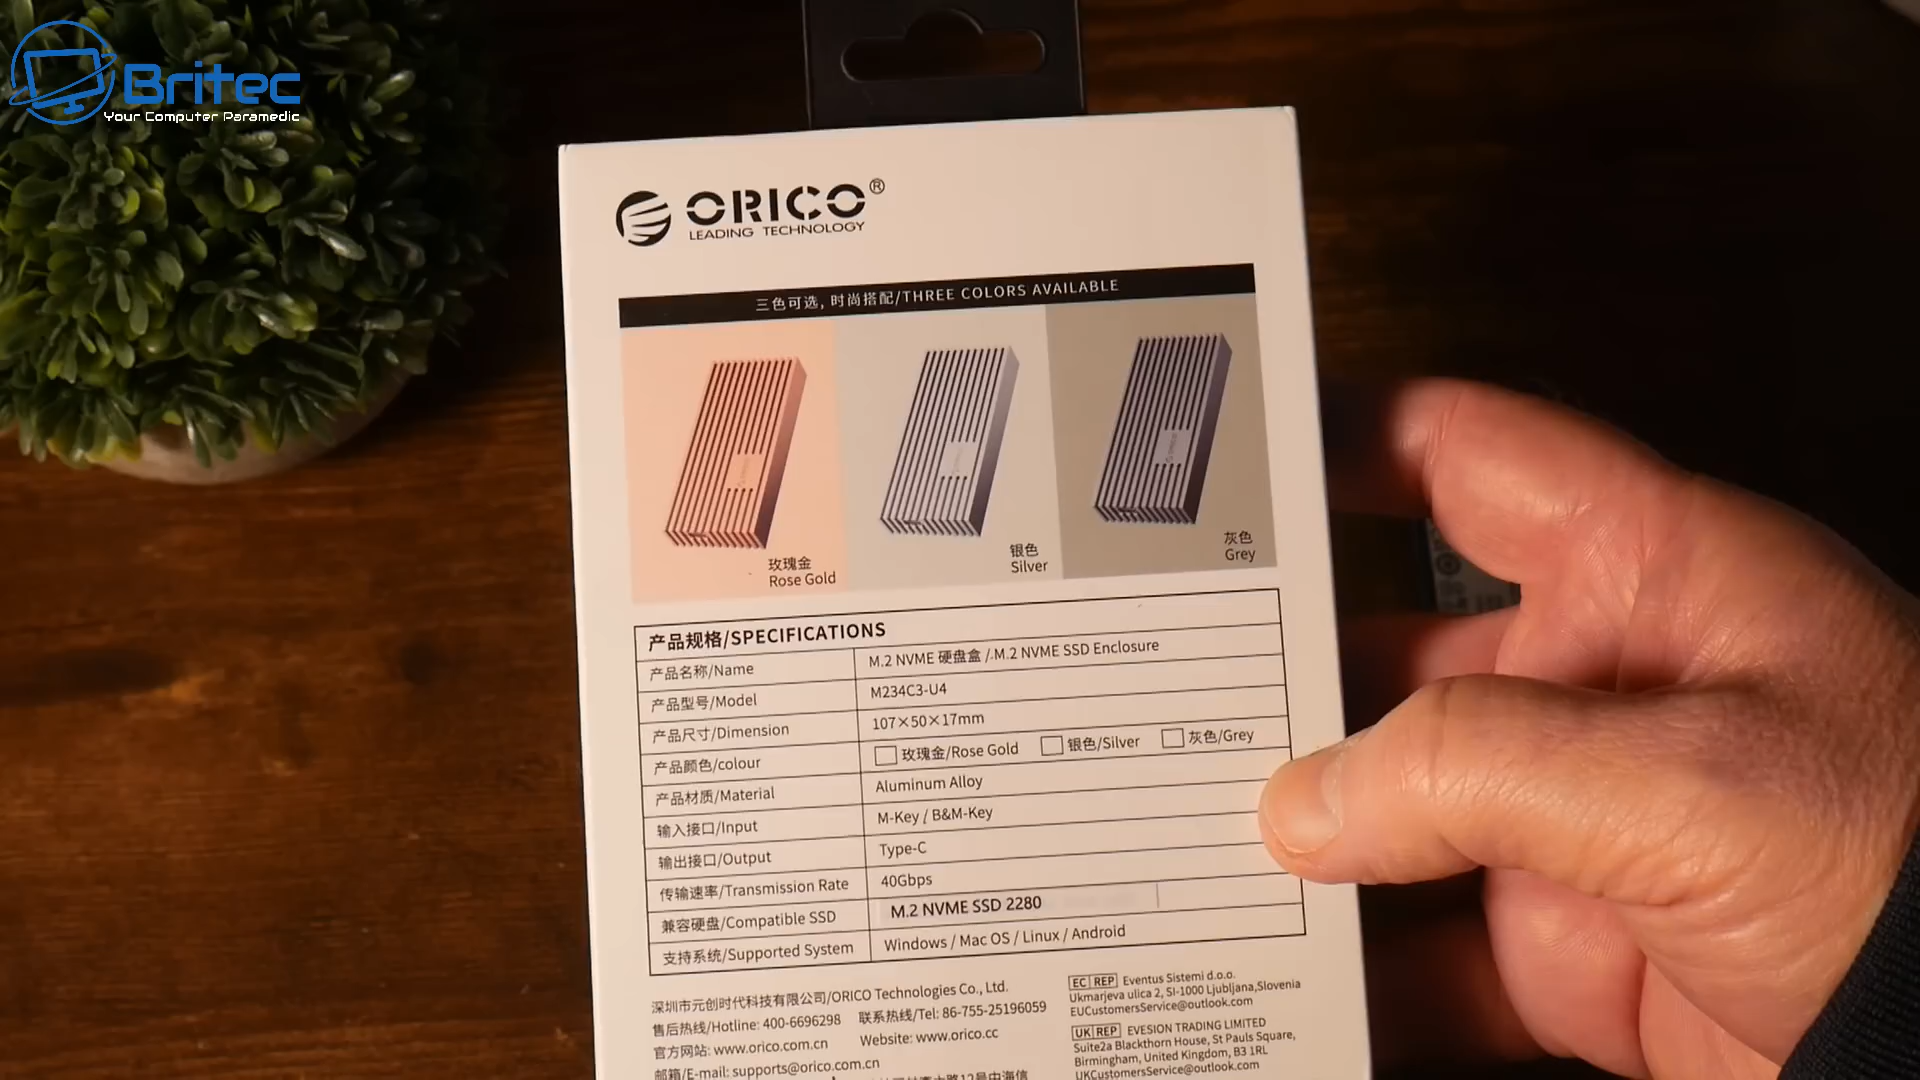 Britec
Your Computer Paramedic
ORICO®
LEADING TECHNOLOGY
三色可选, 时尚搭配/THREE COLORS AVAILABLE
玫瑰金
Rose Gold
银色
Silver
灰色
Grey
产品规格/SPECIFICATIONS
产品名称/Name M.2 NVME 硬盘盒 / M.2 NVME SSD Enclosure
产品型号/Model M234C3-U4
产品尺寸/Dimension 107×50×17mm
产品颜色/colour 玫瑰金/Rose Gold 银色/Silver 灰色/Grey
产品材质/Material Aluminum Alloy
输入接口/Input M-Key / B&M-Key
输出接口/Output Type-C
传输速率/Transmission Rate 40Gbps
兼容硬盘/Compatible SSD M.2 NVME SSD 2280
支持系统/Supported System Windows / Mac OS / Linux / Android
深圳市元创时代科技有限公司/ORICO Technologies Co., Ltd.
售后热线/Hotline: 400-6696298 联系热线/Tel: 86-755-25196059
官方网站: www.orico.com.cn Website: www.orico.cc
邮箱/E-mail: supports@orico.com.cn
EC REP Eventus Sistemi d.o.o.
Ukmarjeva ulica 2, SI-1000 Ljubljana,Slovenia
EUCustomersService@outlook.com
UK REP EVESION TRADING LIMITED
Suite2a Blackthorn House, St Pauls Square,
Birmingham, United Kingdom, B3 1RL
UKCustomersService@outlook.com